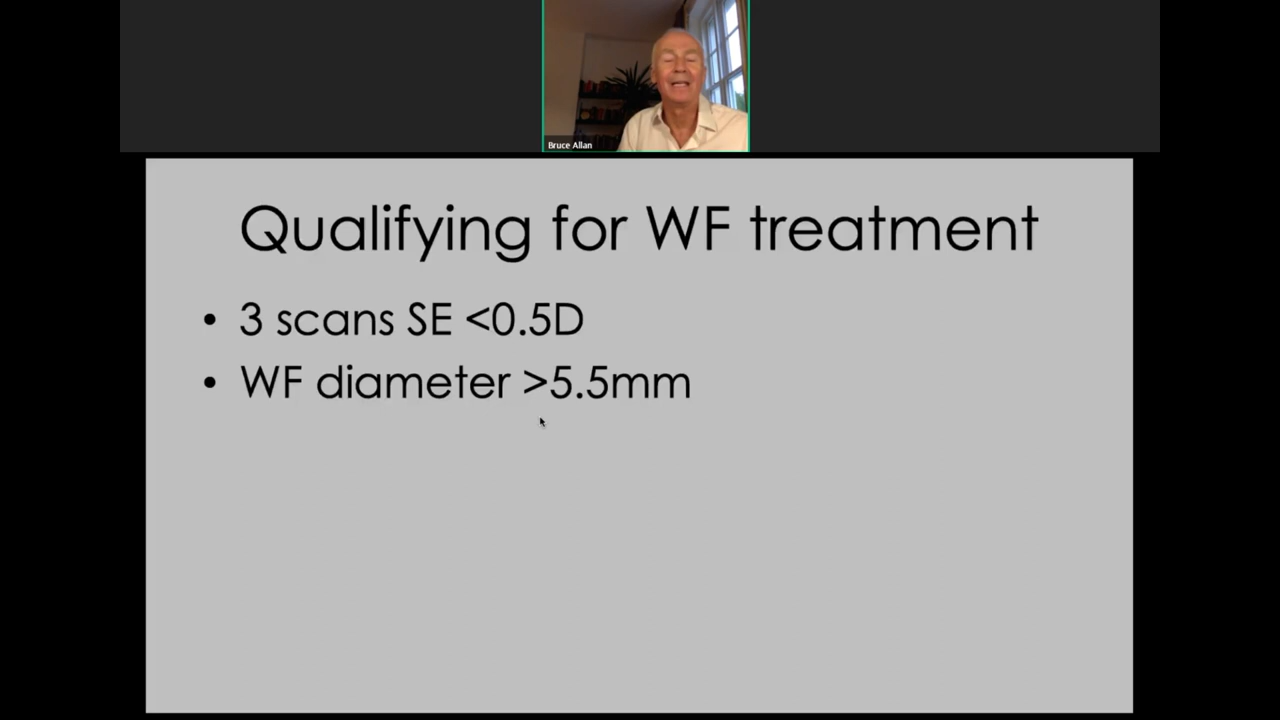 Bruce Allan
Qualifying for WF treatment
• 3 scans SE <0.5D
• WF diameter >5.5mm